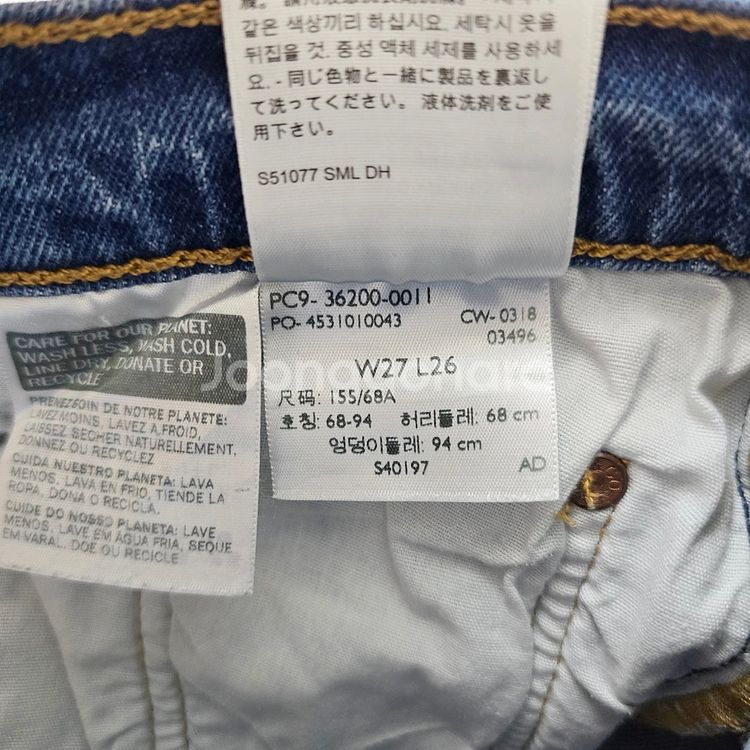 같은 색상끼리 하십시요. 세탁시 옷을
뒤집을 것. 중성 액체 세제를 사용하세
요. - 同じ色物と一緒に製品を裏返し
て洗ってください。 液体洗剤をご使
用下さい。
S51077 SML DH
PC9- 36200-0011
PO- 4531010043 CW- 0318
03496
W27 L26
尺码: 155/68A
호칭: 68-94 허리둘레: 68 cm
엉덩이둘레: 94 cm
S40197 AD
CARE FOR OUR PLANET:
WASH LESS, WASH COLD,
LINE DRY, DONATE OR
RECYCLE
PRENEZ SOIN DE NOTRE PLANETE:
LAVEZ MOINS, LAVEZ A FROID,
LAISSEZ SECHER NATURELLEMENT,
DONNEZ OU RECYCLEZ
CUIDA NUESTRO PLANETA: LAVA
MENOS, LAVA EN FRIO, TIENDE LA
ROPA, DONA O RECICLA.
CUIDE DO NOSSO PLANETA: LAVE
MENOS, LAVE EM ÁGUA FRIA, SEQUE
EM VARAL, DOE OU RECICLE